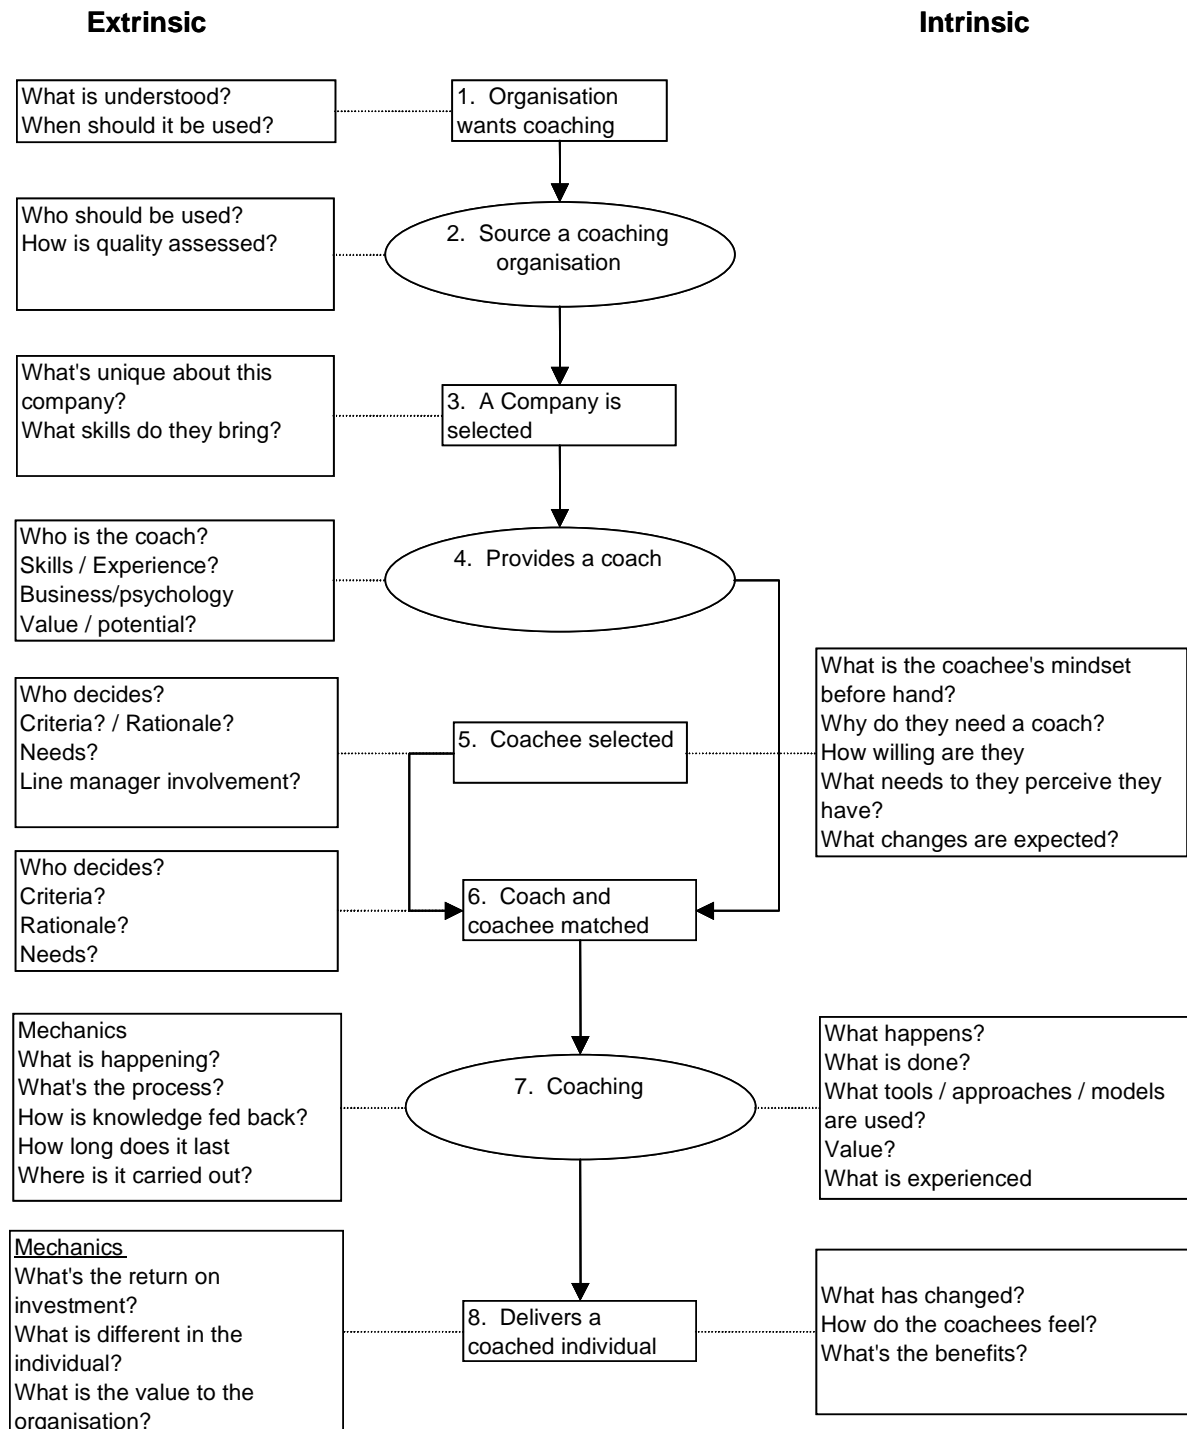 Extrinsic
Intrinsic
What is understood?
When should it be used?
1. Organisation
wants coaching
Who should be used?
How is quality assessed?
2. Source a coaching
organisation
What's unique about this
company?
What skills do they bring?
3. A Company is
selected
Who is the coach?
Skills / Experience?
Business/psychology
Value / potential?
4. Provides a coach
Who decides?
Criteria? / Rationale?
Needs?
Line manager involvement?
5. Coachee selected
What is the coachee's mindset
before hand?
Why do they need a coach?
How willing are they
What needs to they perceive they
have?
What changes are expected?
Who decides?
Criteria?
Rationale?
Needs?
6. Coach and
coachee matched
Mechanics
What is happening?
What's the process?
How is knowledge fed back?
How long does it last
Where is it carried out?
7. Coaching
What happens?
What is done?
What tools / approaches / models
are used?
Value?
What is experienced
Mechanics
What's the return on
investment?
What is different in the
individual?
What is the value to the
organisation?
8. Delivers a
coached individual
What has changed?
How do the coachees feel?
What's the benefits?